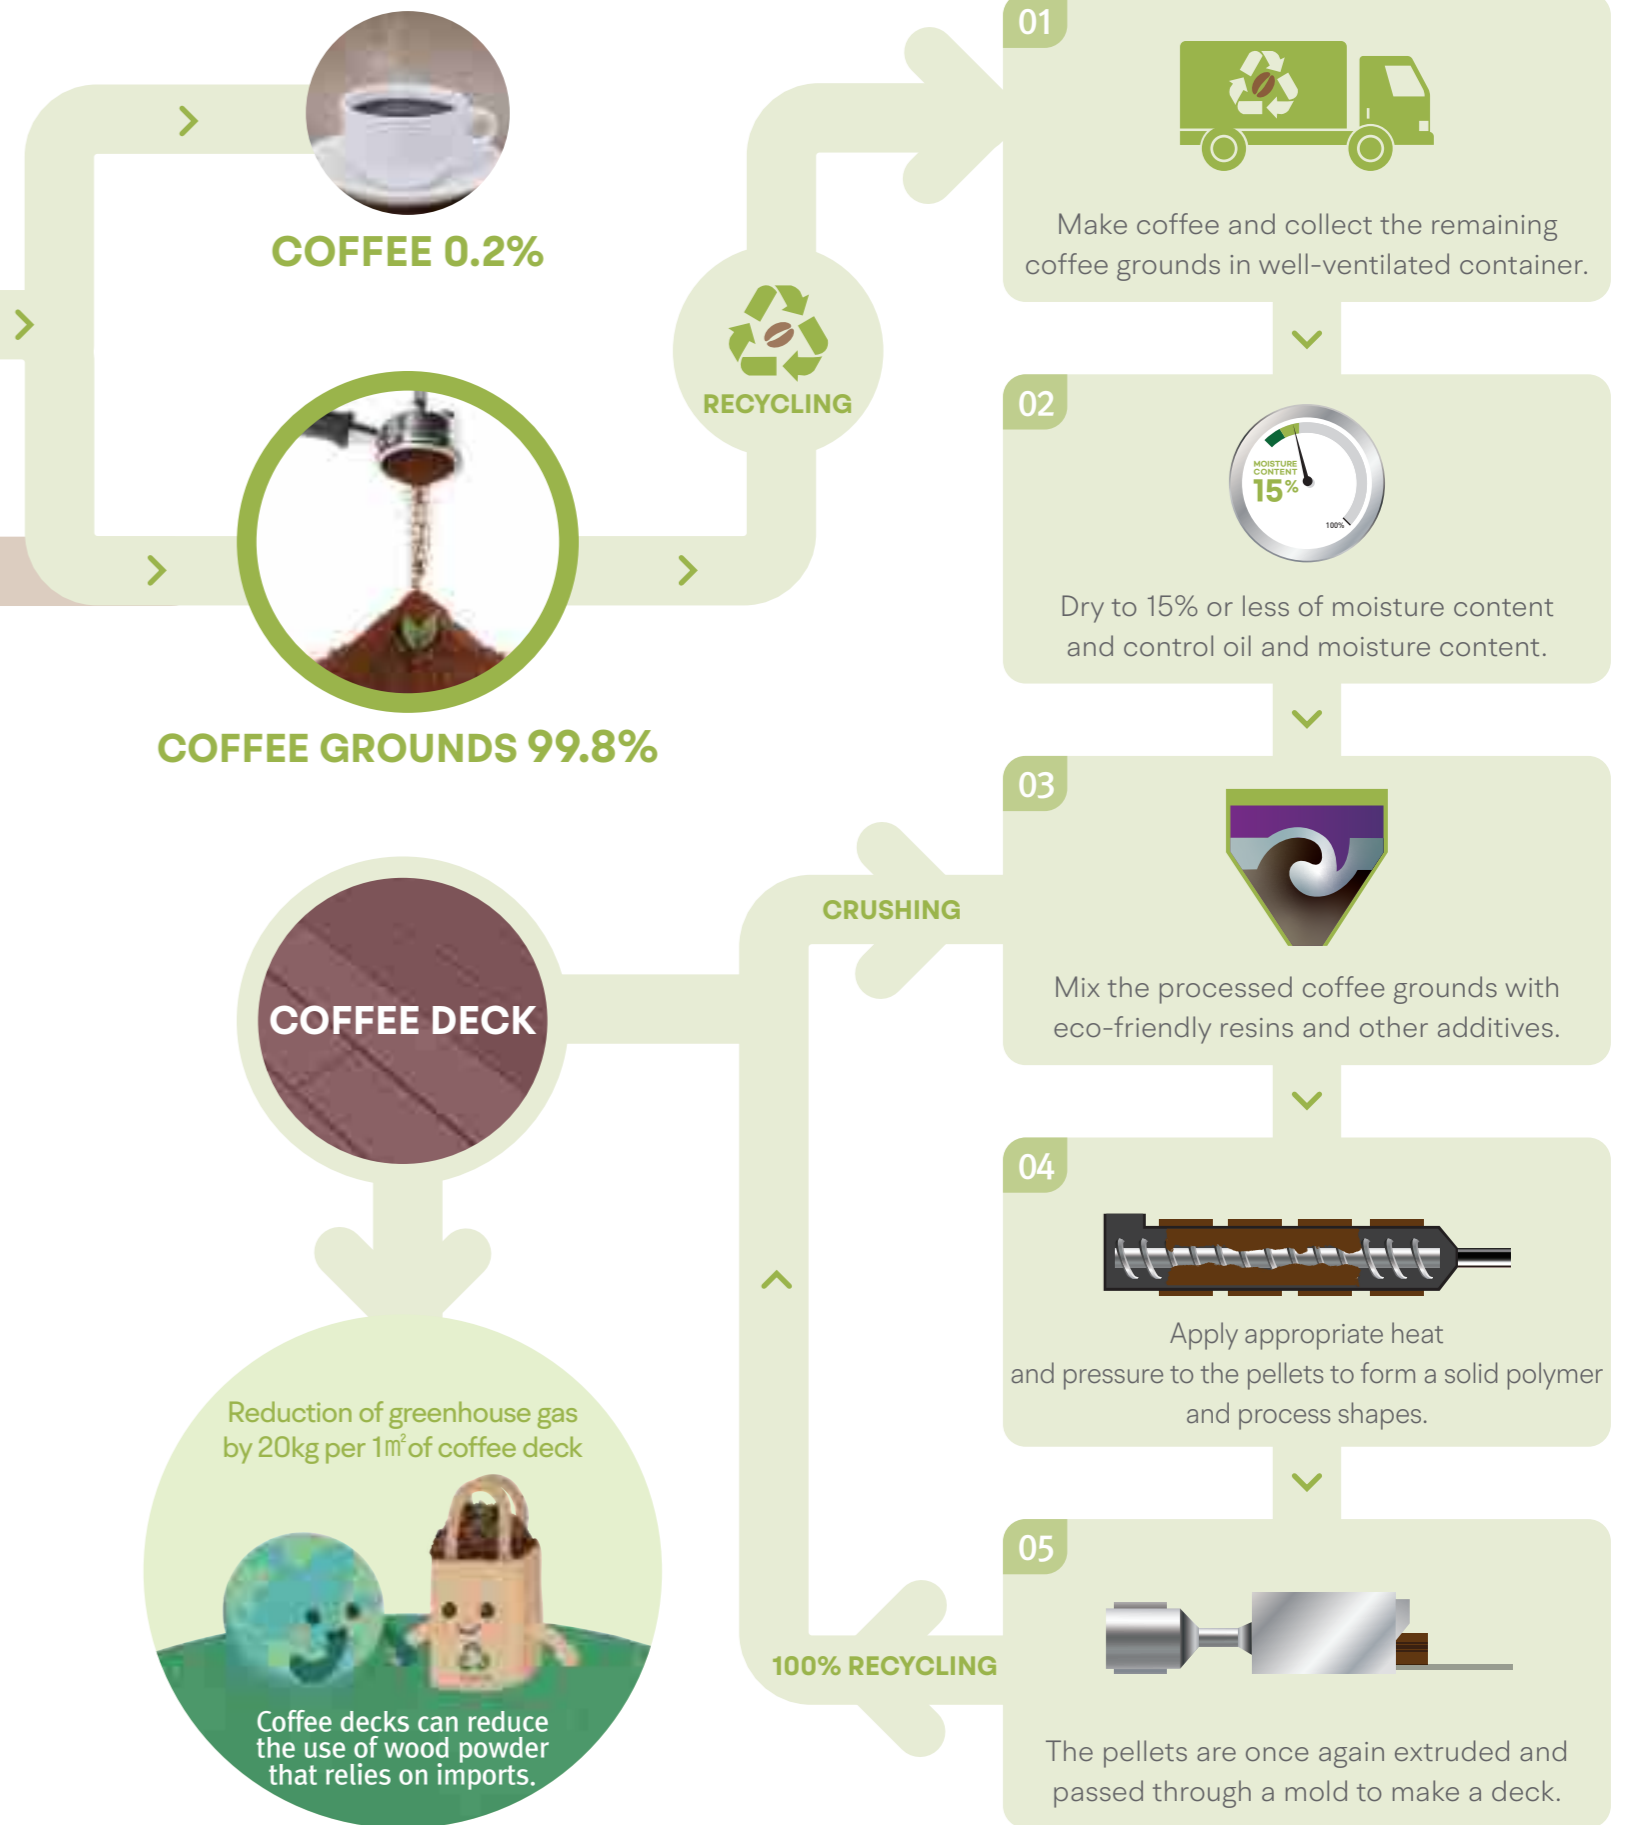 COFFEE 0.2%
COFFEE GROUNDS 99.8%
RECYCLING
01
Make coffee and collect the remaining
coffee grounds in well-ventilated container.
02
MOISTURE
CONTENT
15%
100%
Dry to 15% or less of moisture content
and control oil and moisture content.
03
Mix the processed coffee grounds with
eco-friendly resins and other additives.
04
Apply appropriate heat
and pressure to the pellets to form a solid polymer
and process shapes.
05
The pellets are once again extruded and
passed through a mold to make a deck.
100% RECYCLING
CRUSHING
COFFEE DECK
Reduction of greenhouse gas
by 20kg per 1㎡ of coffee deck
Coffee decks can reduce
the use of wood powder
that relies on imports.